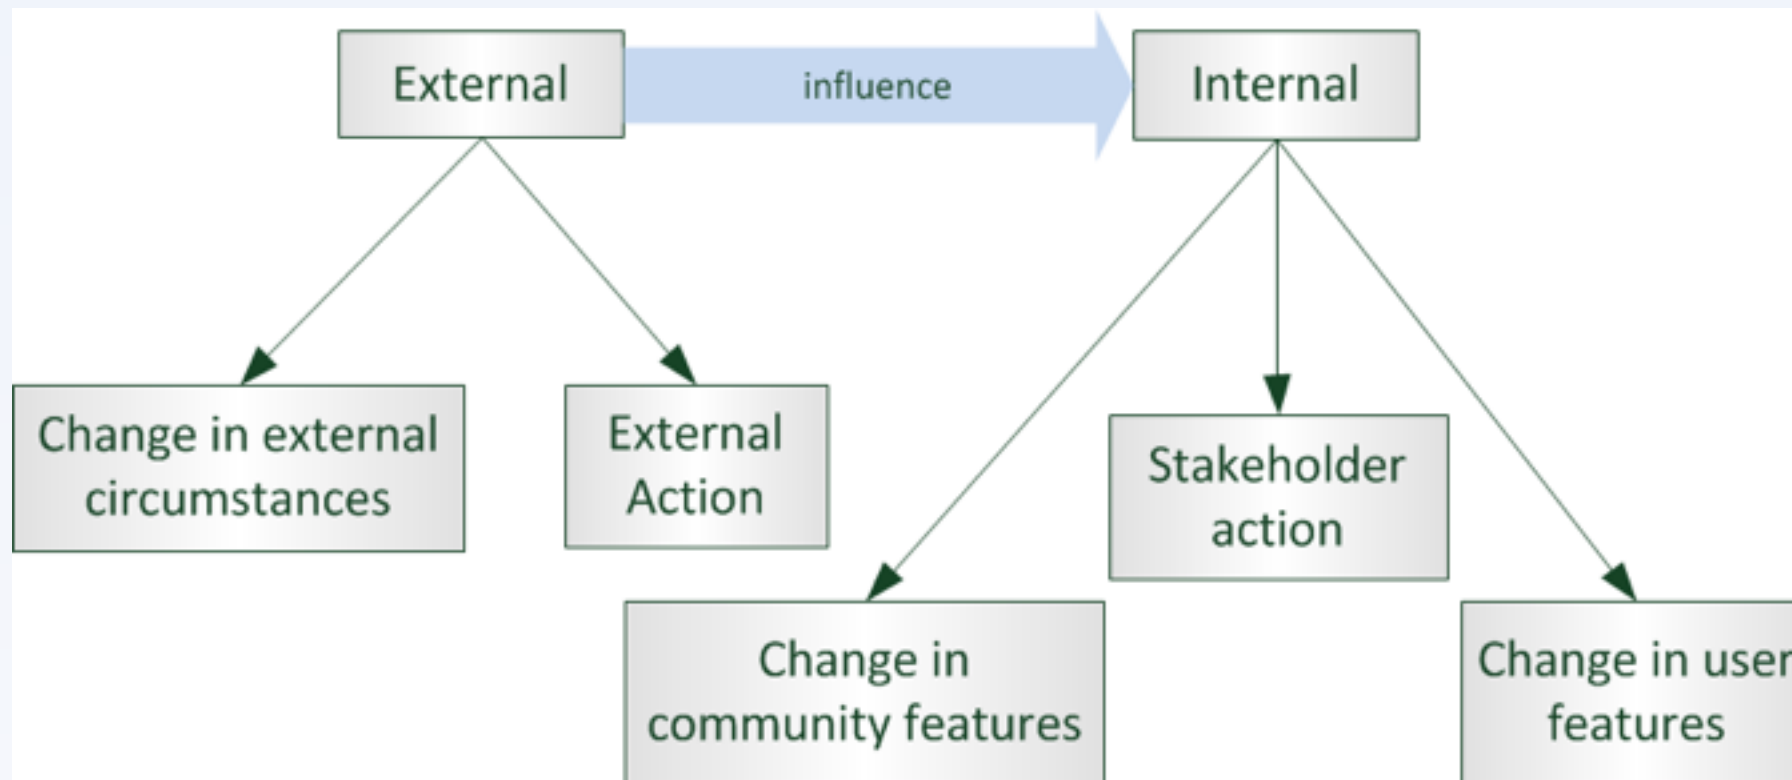 External
influence
Internal
Change in external
circumstances
External
Action
Stakeholder
action
Change in
community features
Change in user
features